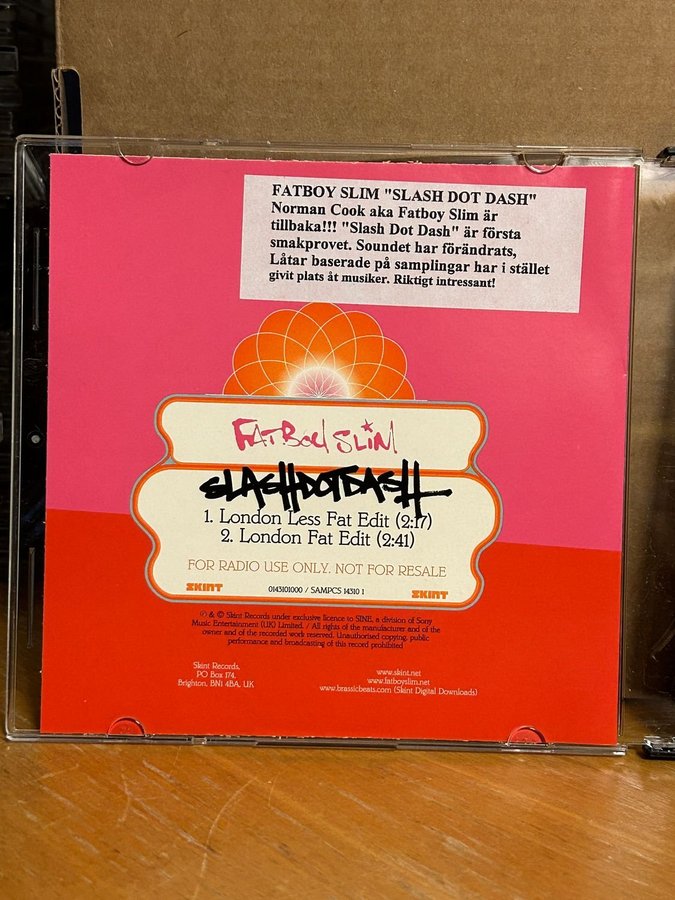 FATBOY SLIM "SLASH DOT DASH"
Norman Cook aka Fatboy Slim är
tillbaka!!! "Slash Dot Dash" är första
smakprovet. Soundet har förändrats,
Låtar baserade på samplingar har i stället
givit plats åt musiker. Riktigt intressant!
FATBOY SLIM
SLASHDOTDASH
1. London Less Fat Edit (2:17)
2. London Fat Edit (2:41)
FOR RADIO USE ONLY. NOT FOR RESALE
SKINT
0143101000 / SAMPCS 14310 1
SKINT
℗ & © Skint Records under exclusive licence to SINE, a division of Sony
Music Entertainment (UK) Limited. / All rights of the manufacturer and of the
owner and of the recorded work reserved. Unauthorised copying, public
performance and broadcasting of this record prohibited
Skint Records,
PO Box 174,
Brighton, BN1 4BA, UK
www.skint.net
www.fatboyslim.net
www.brassicbeats.com (Skint Digital Downloads)